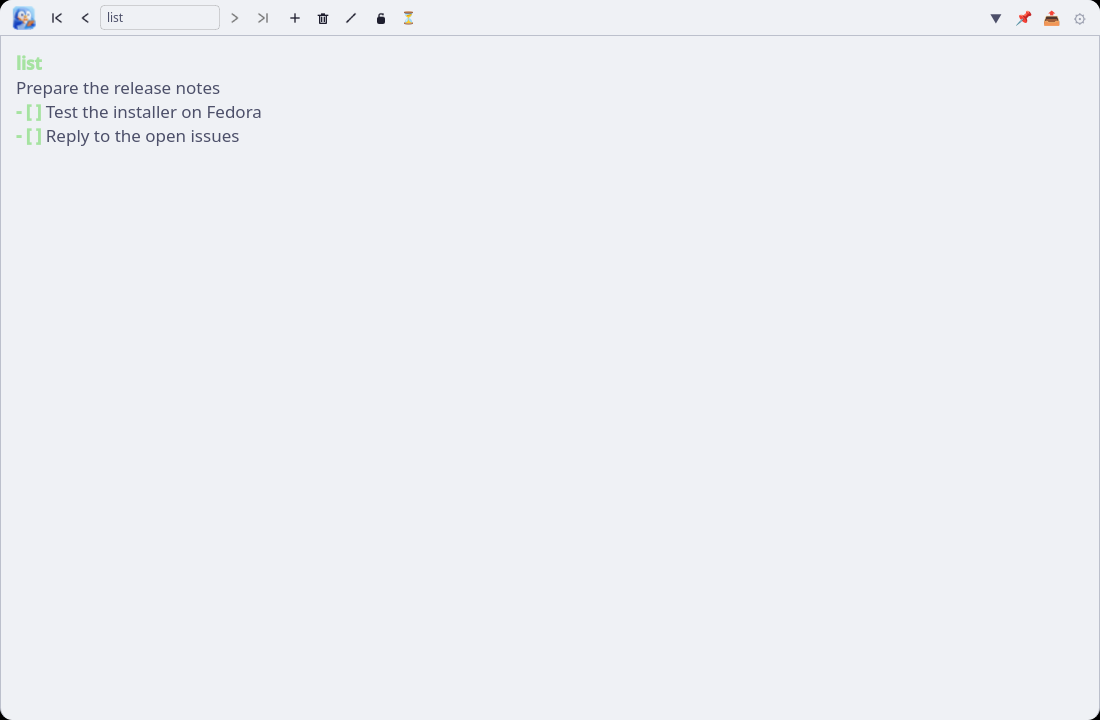 list
list
Prepare the release notes
- [ ] Test the installer on Fedora
- [ ] Reply to the open issues